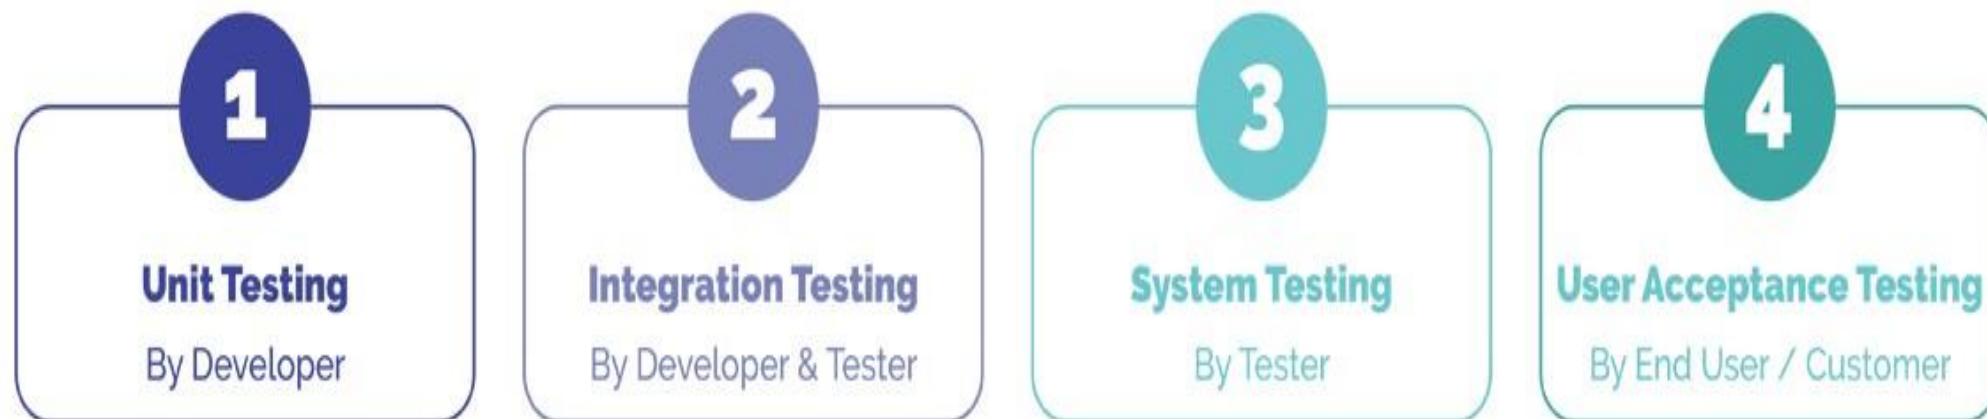 1
Unit Testing
By Developer
2
Integration Testing
By Developer & Tester
3
System Testing
By Tester
4
User Acceptance Testing
By End User / Customer